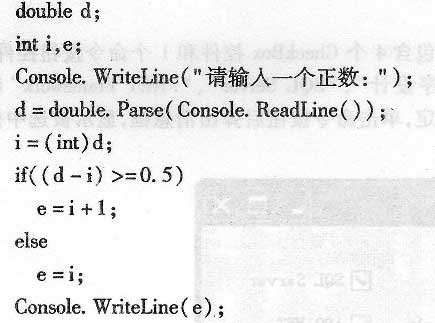 double d;
int i,e;
Console. WriteLine("请输入一个正数:");
d=double. Parse(Console. ReadLine());
i=(int)d;
if((d-i)>=0.5)
e=i+1;
else
e=i;
Console. WriteLine(e);